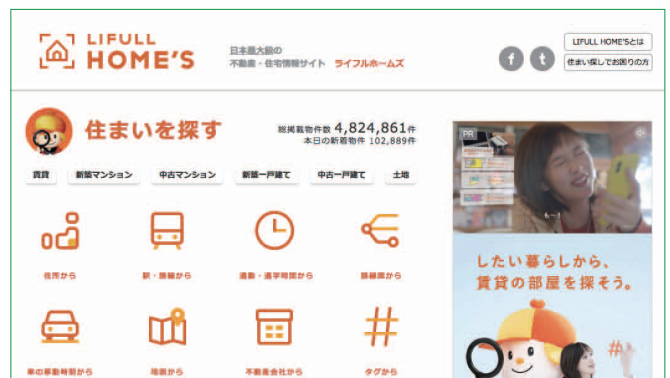 LIFULL
HOME'S
日本最大級の
不動産・住宅情報サイト ライフルホームズ
f t
LIFULL HOME'Sとは
住まい探しでお困りの方
住まいを探す
総掲載物件数 4,824,861件
本日の新着物件 102,889件
賃貸 新築マンション 中古マンション 新築一戸建て 中古一戸建て 土地
住所から 駅・路線から 通勤・通学時間から 路線図から
車の移動時間から 地図から 不動産会社から タグから
PR
したい暮らしから、
賃貸の部屋を探そう。